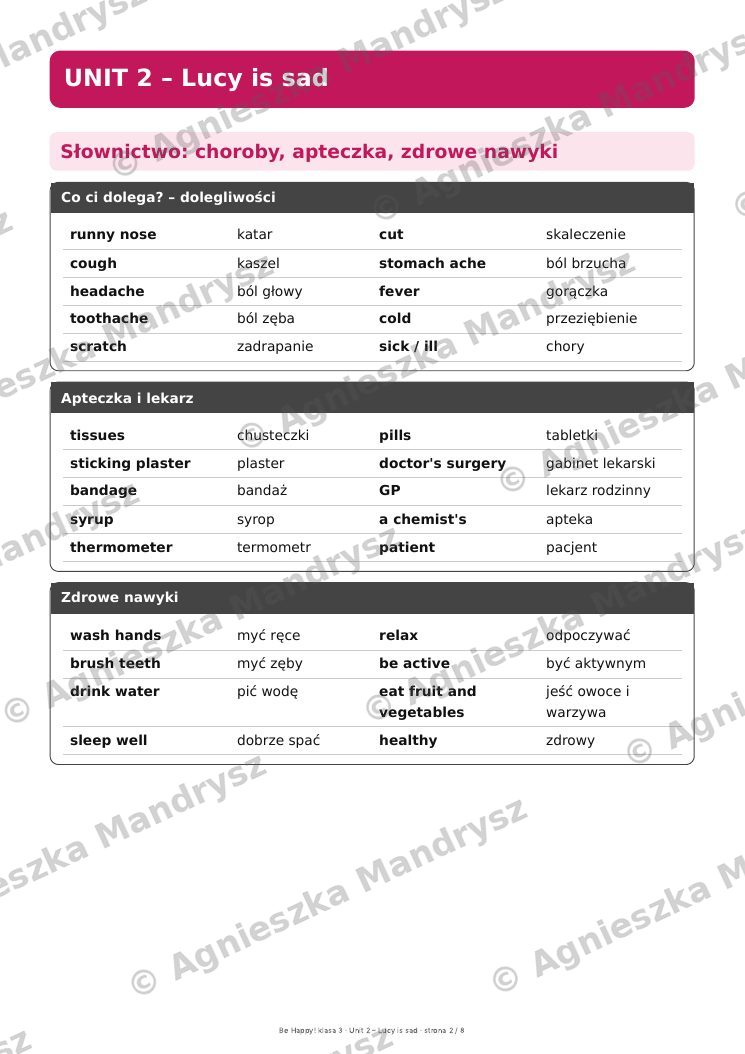 UNIT 2 – Lucy is sad
Słownictwo: choroby, apteczka, zdrowe nawyki
Co ci dolega? – dolegliwości
runny nose katar cut skaleczenie
cough kaszel stomach ache ból brzucha
headache ból głowy fever gorączka
toothache ból zęba cold przeziębienie
scratch zadrapanie sick / ill chory
Apteczka i lekarz
tissues chusteczki pills tabletki
sticking plaster plaster doctor's surgery gabinet lekarski
bandage bandaż GP lekarz rodzinny
syrup syrop a chemist's apteka
thermometer termometr patient pacjent
Zdrowe nawyki
wash hands myć ręce relax odpoczywać
brush teeth myć zęby be active być aktywnym
drink water pić wodę eat fruit and jeść owoce i
vegetables warzywa
sleep well dobrze spać healthy zdrowy
Be Happy! klasa 3 · Unit 2 – Lucy is sad · strona 2 / 8
© Agnieszka Mandrysz